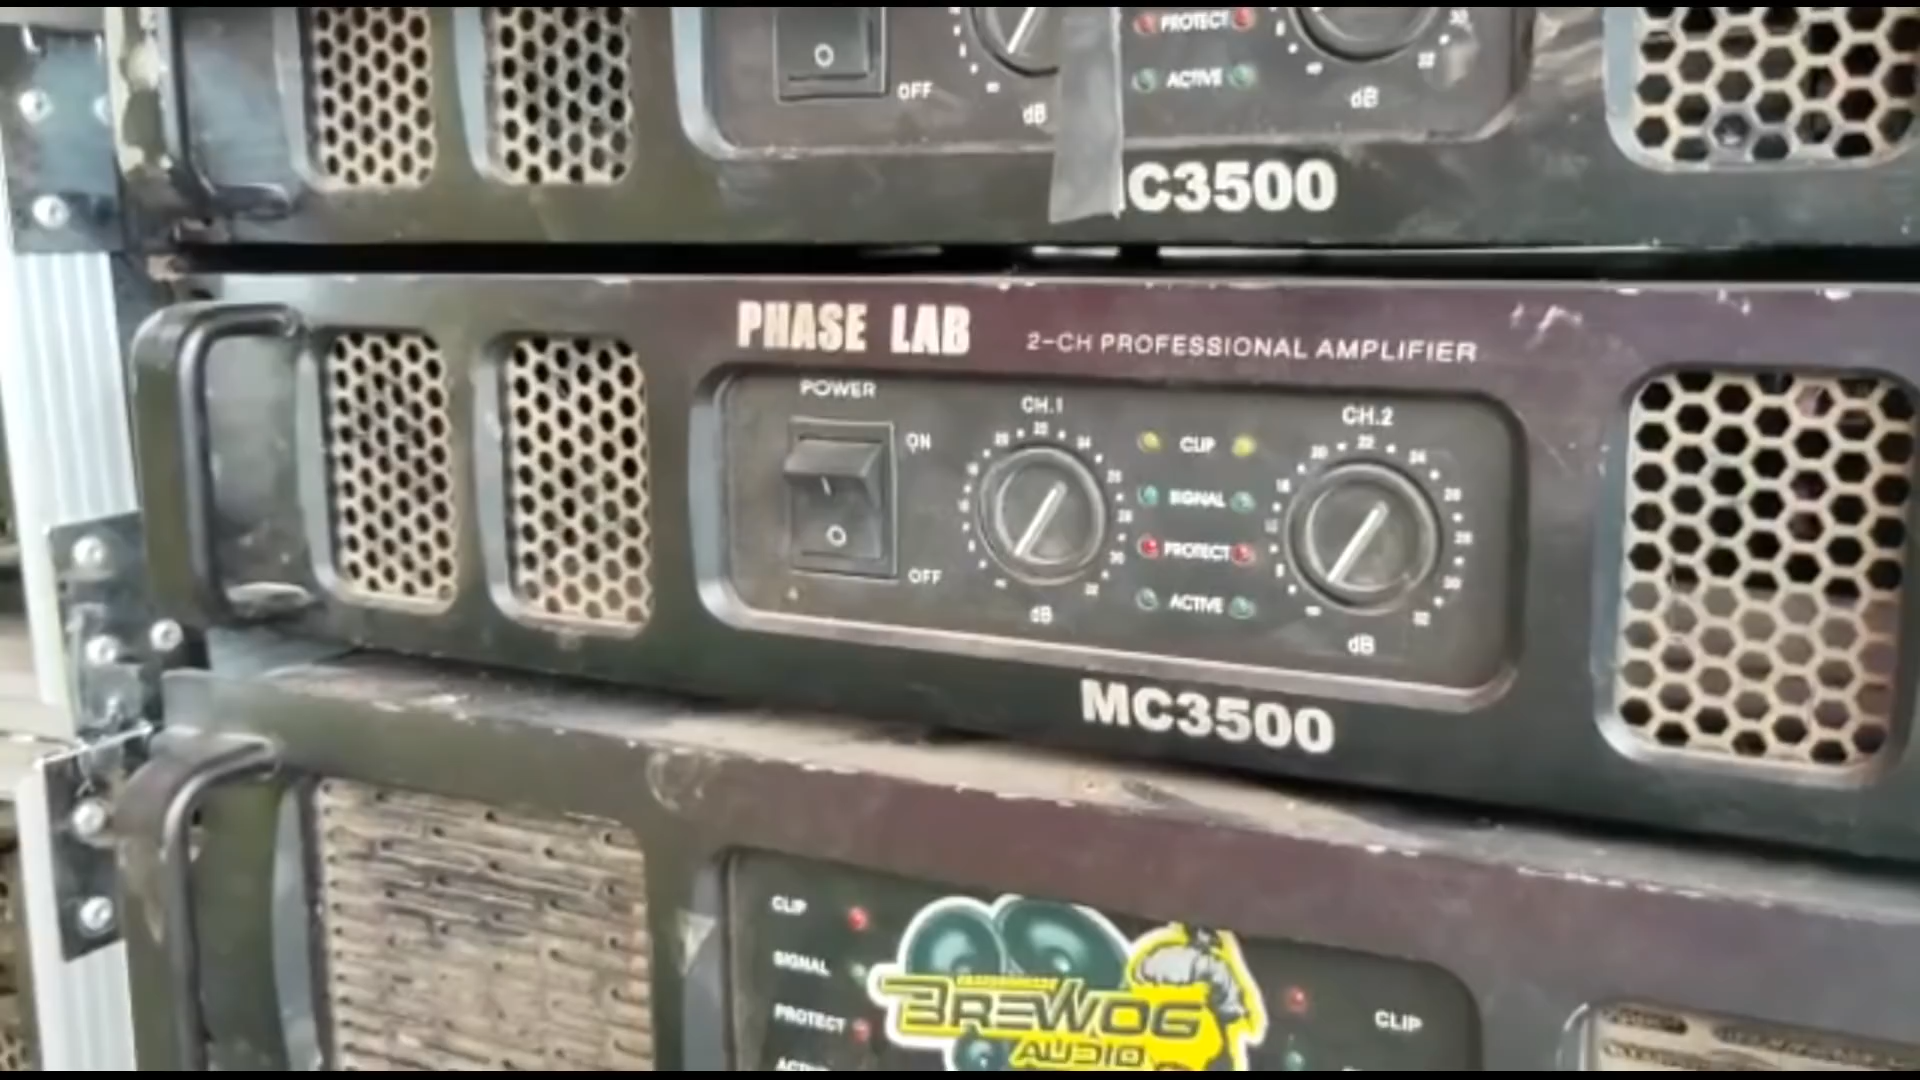 PROTECT
ACTIVE
OFF
dB
dB
C3500
PHASE LAB
2-CH PROFESSIONAL AMPLIFIER
POWER
ON
OFF
CH.1
dB
CLIP
SIGNAL
PROTECT
ACTIVE
CH.2
dB
MC3500
CLIP
SIGNAL
PROTECT
BREWOG
AUDIO
CLIP